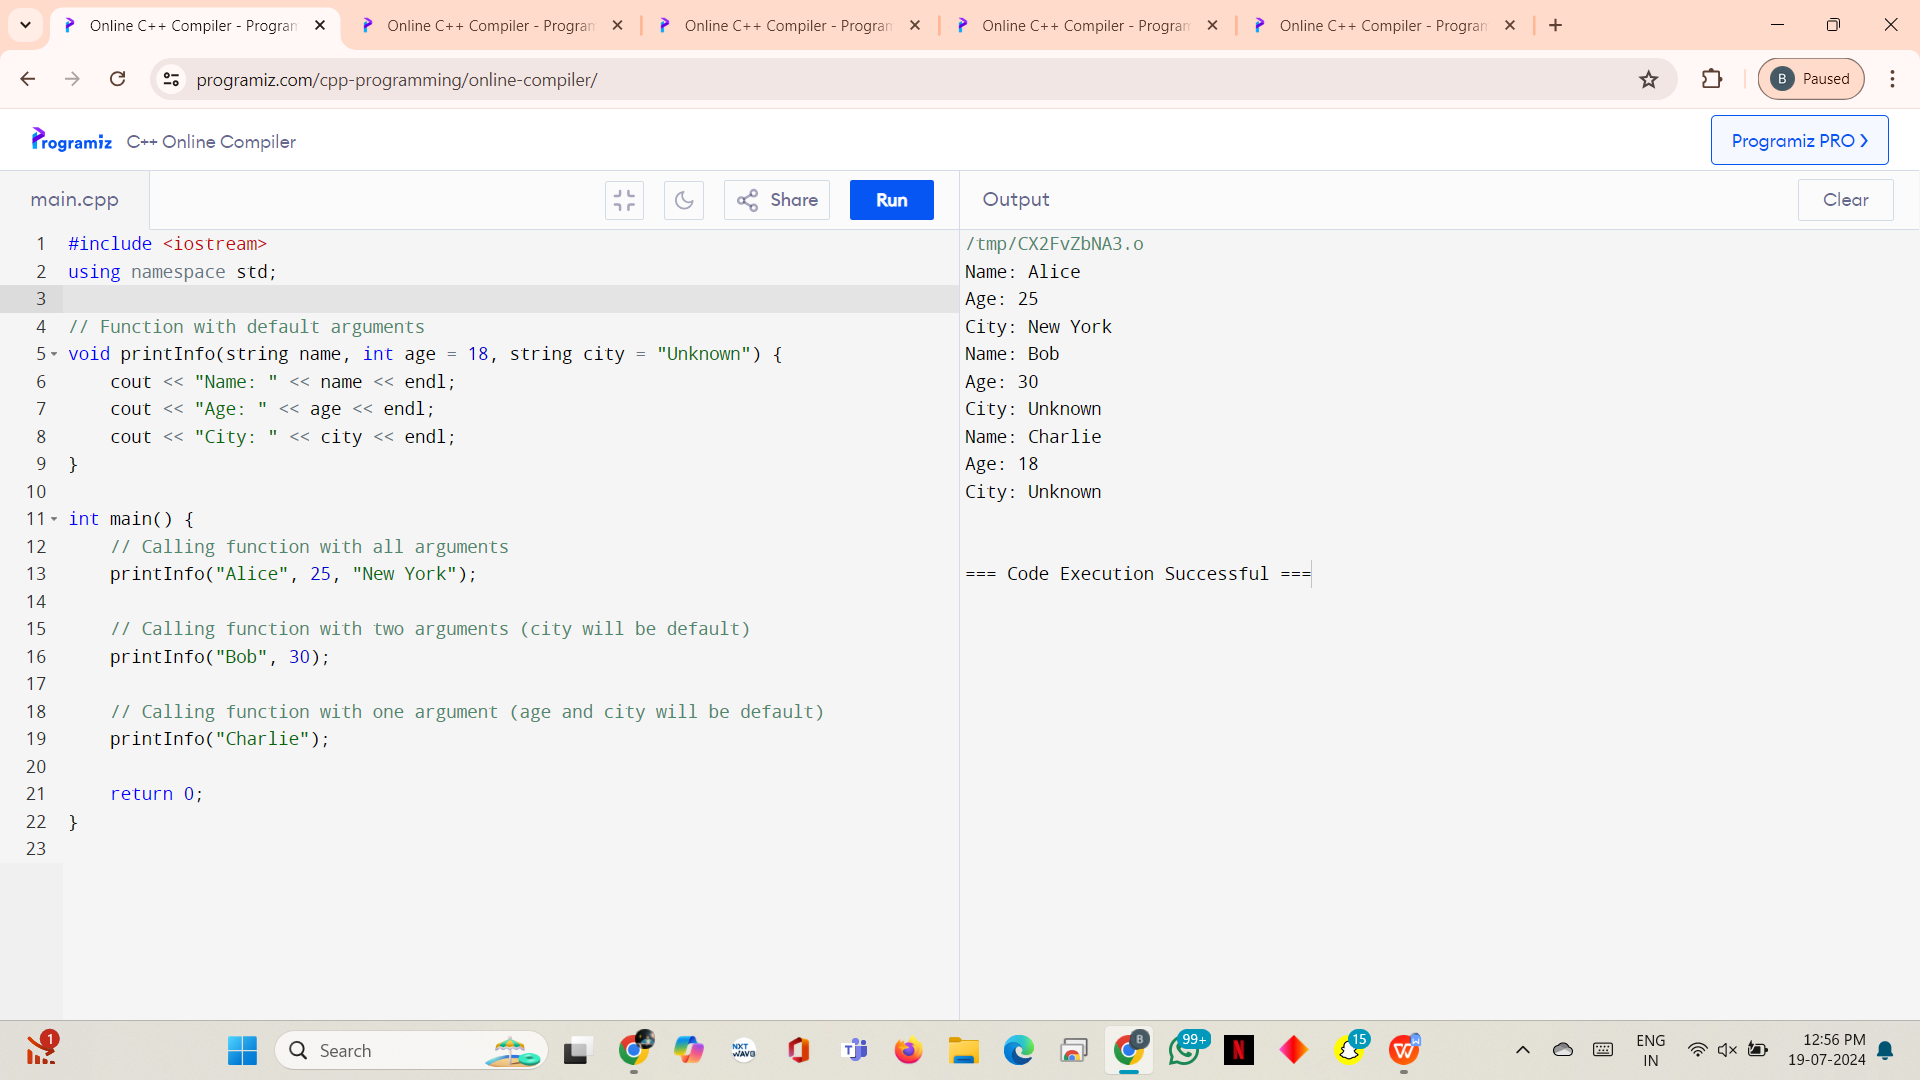 Online C++ Compiler - Program
Online C++ Compiler - Program
Online C++ Compiler - Program
Online C++ Compiler - Program
Online C++ Compiler - Program
programiz.com/cpp-programming/online-compiler/
B Paused
Programiz C++ Online Compiler
Programiz PRO >
main.cpp
Share
Run
Output
Clear
1 #include <iostream>
2 using namespace std;
3
4 // Function with default arguments
5 void printInfo(string name, int age = 18, string city = "Unknown") {
6     cout << "Name: " << name << endl;
7     cout << "Age: " << age << endl;
8     cout << "City: " << city << endl;
9 }
10
11 int main() {
12     // Calling function with all arguments
13     printInfo("Alice", 25, "New York");
14
15     // Calling function with two arguments (city will be default)
16     printInfo("Bob", 30);
17
18     // Calling function with one argument (age and city will be default)
19     printInfo("Charlie");
20
21     return 0;
22 }
23
/tmp/CX2FvZbNA3.o
Name: Alice
Age: 25
City: New York
Name: Bob
Age: 30
City: Unknown
Name: Charlie
Age: 18
City: Unknown
=== Code Execution Successful ===
1
Search
NXT
WAVE
B
99+
N
15
W
ENG
IN
12:56 PM
19-07-2024